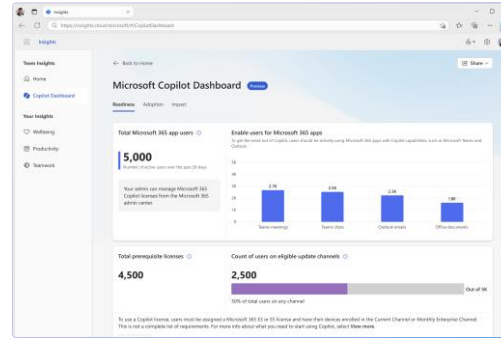 Insights
https://insights.cloud.microsoft/#/CopilotDashboard
Insights
Team Insights
Home
Copilot Dashboard
Your Insights
Wellbeing
Productivity
Teamwork
Back to Home
Share
Microsoft Copilot Dashboard
Preview
Readiness Adoption Impact
Total Microsoft 365 app users
5,000
Number of active users over the past 28 days
Your admin can manage Microsoft 365
Copilot licenses from the Microsoft 365
admin center.
Enable users for Microsoft 365 apps
To get the most out of Copilot, users should be actively using Microsoft 365 apps with Copilot capabilities, such as Microsoft Teams and
Outlook.
5K
4K
3K
2K
1K
0
2.7K
2.3K
1.8K
Teams meetings
Teams chats
Outlook emails
Office documents
Total prerequisite licenses
4,500
Count of users on eligible update channels
2,500
Out of 5K
50% of total users on any channel
To use a Copilot license, users must be assigned a Microsoft 365 E3 or E5 license and have their devices enrolled in the Current Channel or Monthly Enterprise Channel.
This is not a complete list of requirements. For more info about what you need to start using Copilot, select View more.